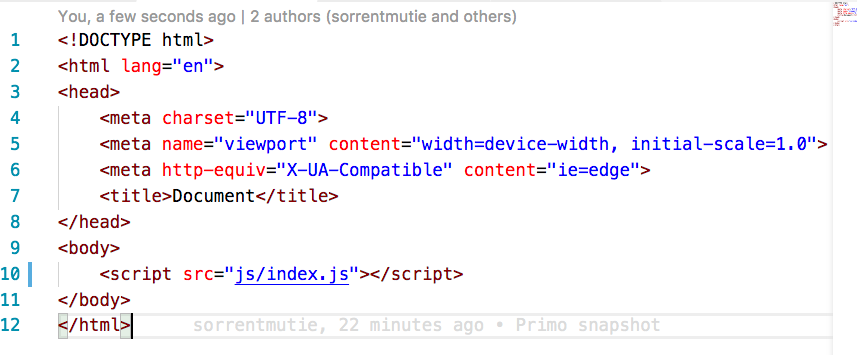 You, a few seconds ago | 2 authors (sorrentmutie and others)
1 <!DOCTYPE html>
2 <html lang="en">
3 <head>
4 <meta charset="UTF-8">
5 <meta name="viewport" content="width=device-width, initial-scale=1.0">
6 <meta http-equiv="X-UA-Compatible" content="ie=edge">
7 <title>Document</title>
8 </head>
9 <body>
10 <script src="js/index.js"></script>
11 </body>
12 </html> sorrentmutie, 22 minutes ago • Primo snapshot